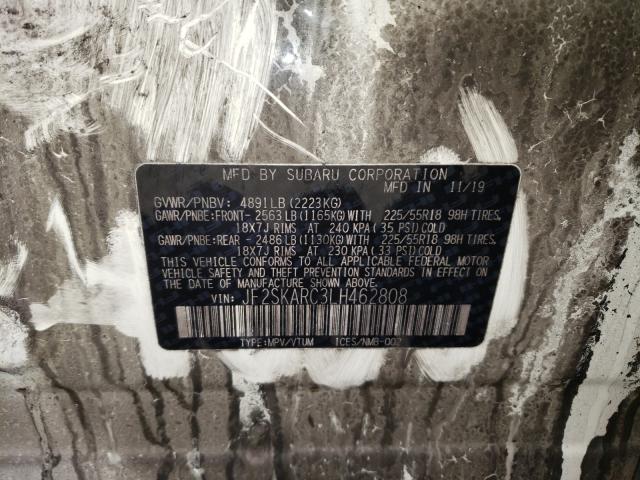 MFD BY SUBARU CORPORATION
MFD IN 11/19
GVWR/PNBV: 4891LB (2223KG)
GAWR/PNBE:FRONT- 2563LB (1165KG)WITH 225/55R18 98H TIRES,
18X7J RIMS AT 240 KPA (35 PSI)COLD
GAWR/PNBE:REAR - 2486LB (1130KG)WITH 225/55R18 98H TIRES,
18X7J RIMS AT 230 KPA (33 PSI)COLD
THIS VEHICLE CONFORMS TO ALL APPLICABLE FEDERAL MOTOR
VEHICLE SAFETY AND THEFT PREVENTION STANDARDS IN EFFECT ON
THE DATE OF MANUFACTURE SHOWN ABOVE.
VIN: JF2SKARC3LH462808
TYPE:MPV/VTUM ICES/NMB-002